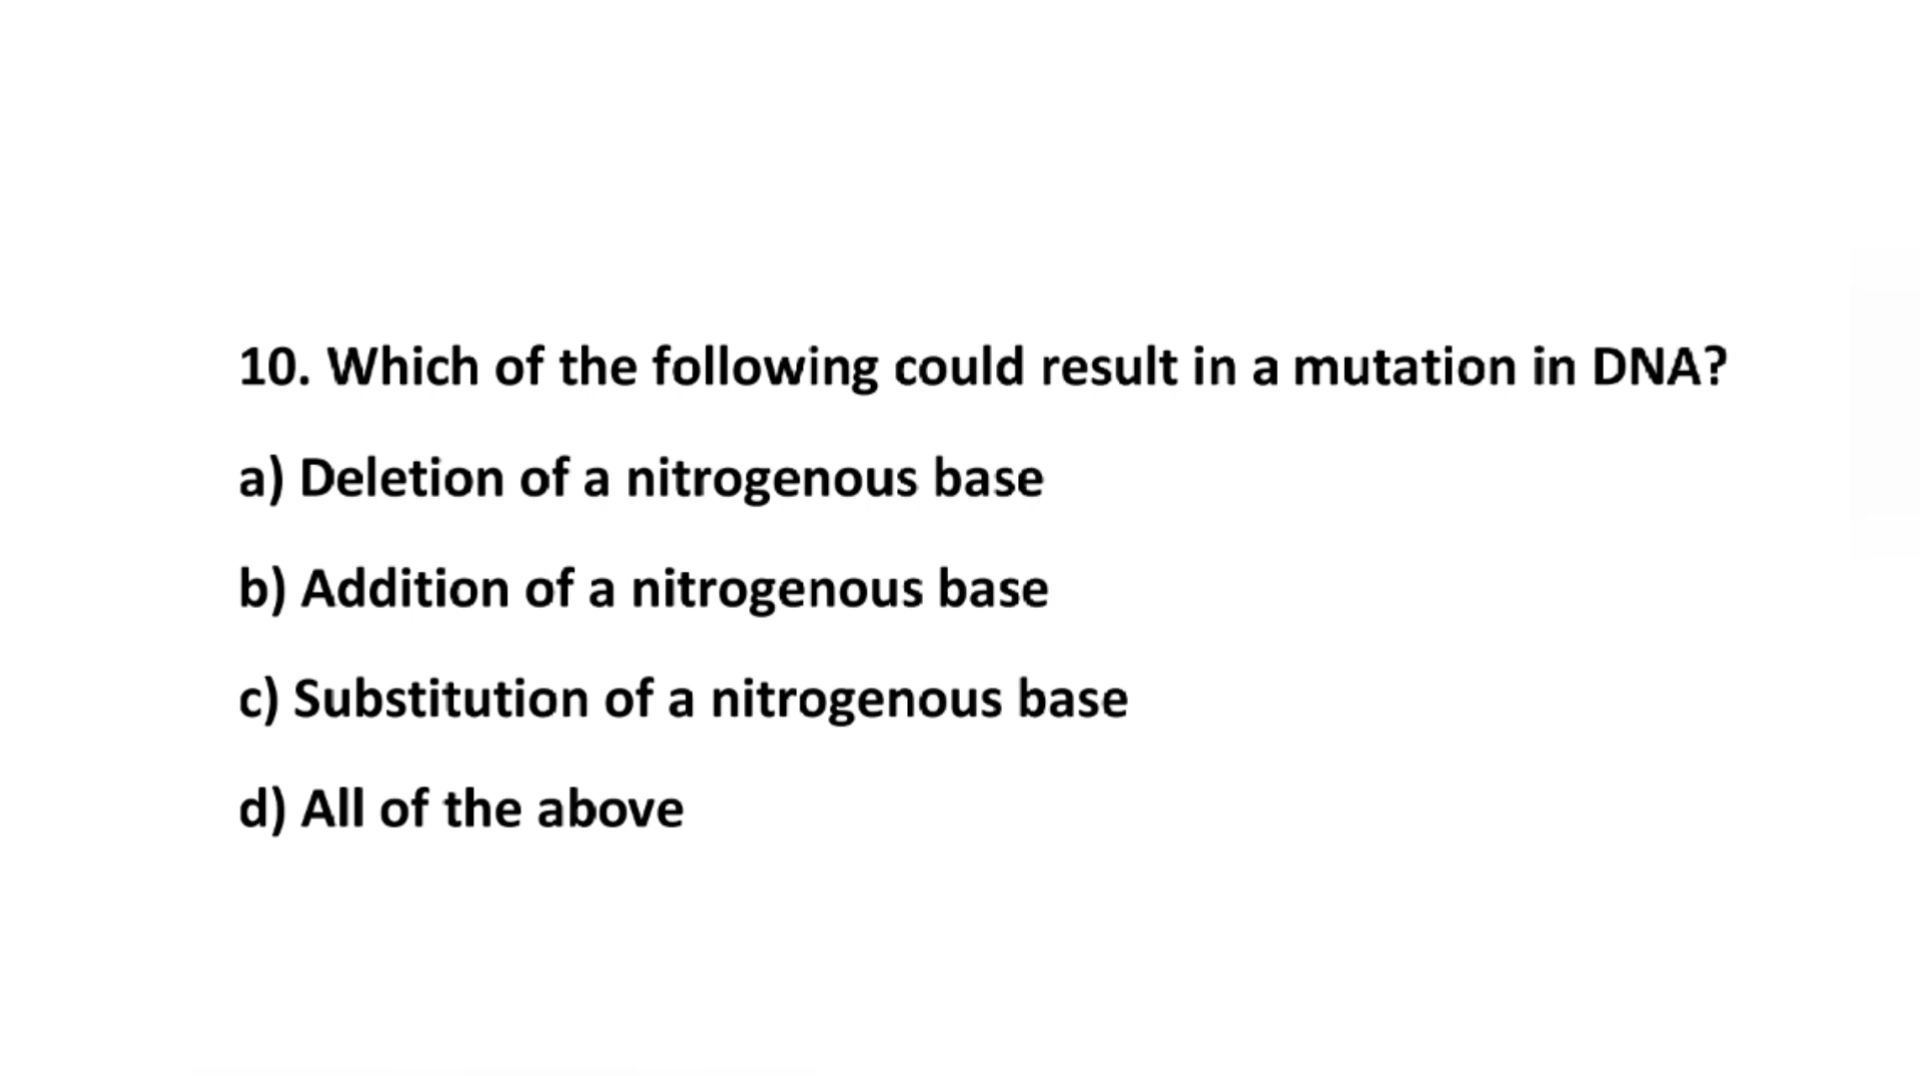 10. Which of the following could result in a mutation in DNA?
a) Deletion of a nitrogenous base
b) Addition of a nitrogenous base
c) Substitution of a nitrogenous base
d) All of the above